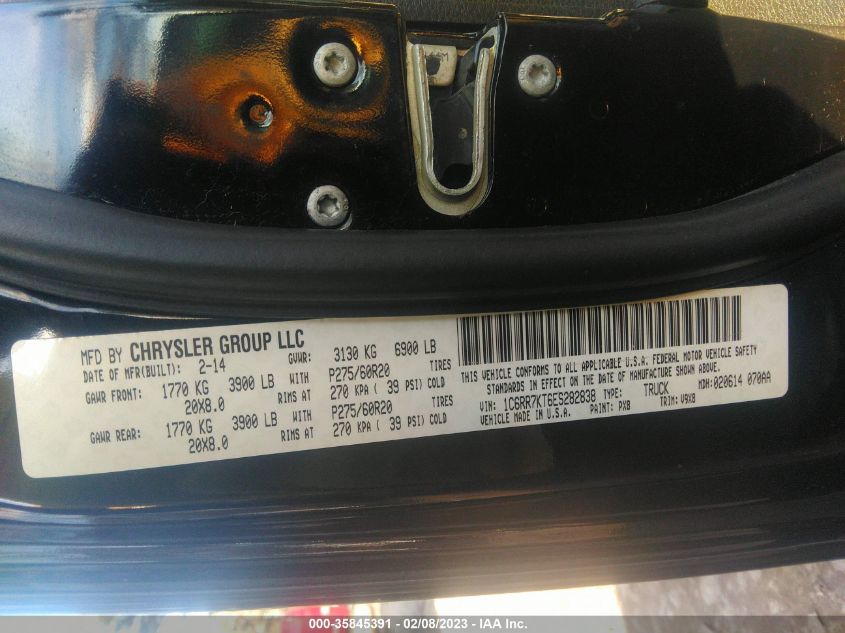 MFD BY CHRYSLER GROUP LLC
DATE OF MFR(BUILT): 2-14 GVWR: 3130 KG 6900 LB
GAWR FRONT: 1770 KG 3900 LB WITH P275/60R20 TIRES
20X8.0 RIMS AT 270 KPA ( 39 PSI) COLD
GAWR REAR: 1770 KG 3900 LB WITH P275/60R20 TIRES
20X8.0 RIMS AT 270 KPA ( 39 PSI) COLD
THIS VEHICLE CONFORMS TO ALL APPLICABLE U.S.A. FEDERAL MOTOR VEHICLE SAFETY
STANDARDS IN EFFECT ON THE DATE OF MANUFACTURE SHOWN ABOVE
VIN: 1C6RR7KT6ES282838 TYPE: TRUCK MDH: 020614 070AA
VEHICLE MADE IN U.S.A. PAINT: PX8 TRIM: V9X8
000-35845391 - 02/08/2023 - IAA Inc.